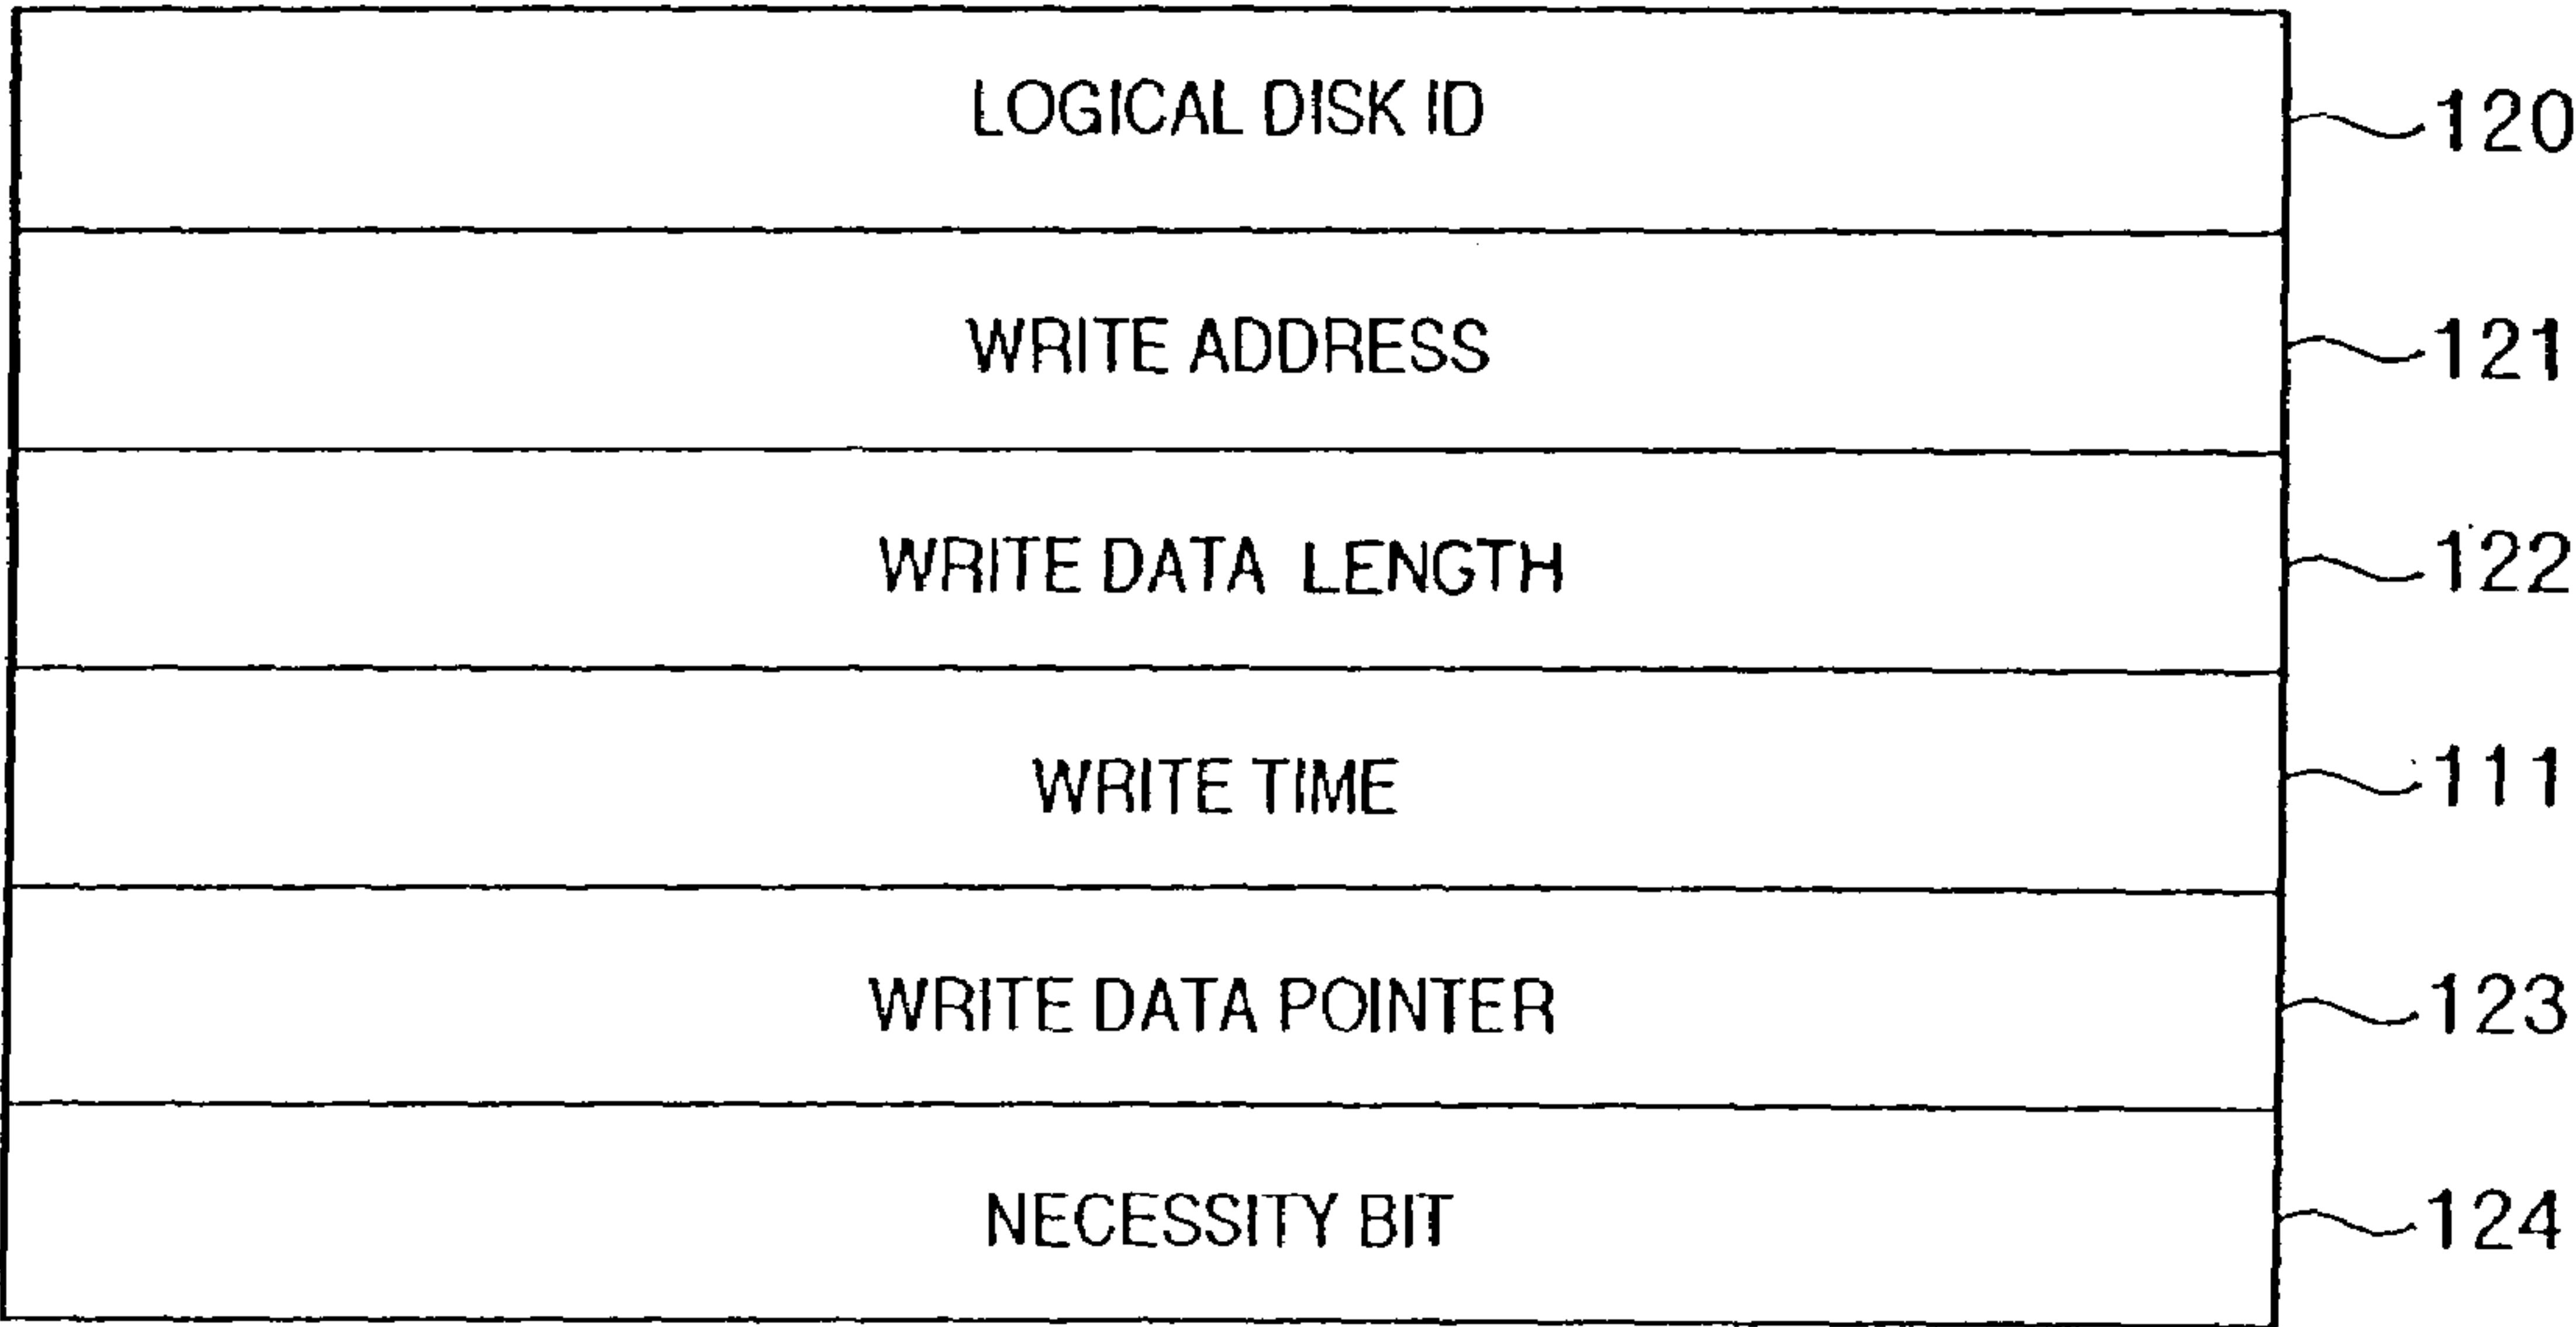 LOGICAL DISK ID 120
WRITE ADDRESS 121
WRITE DATA LENGTH 122
WRITE TIME 111
WRITE DATA POINTER 123
NECESSITY BIT 124